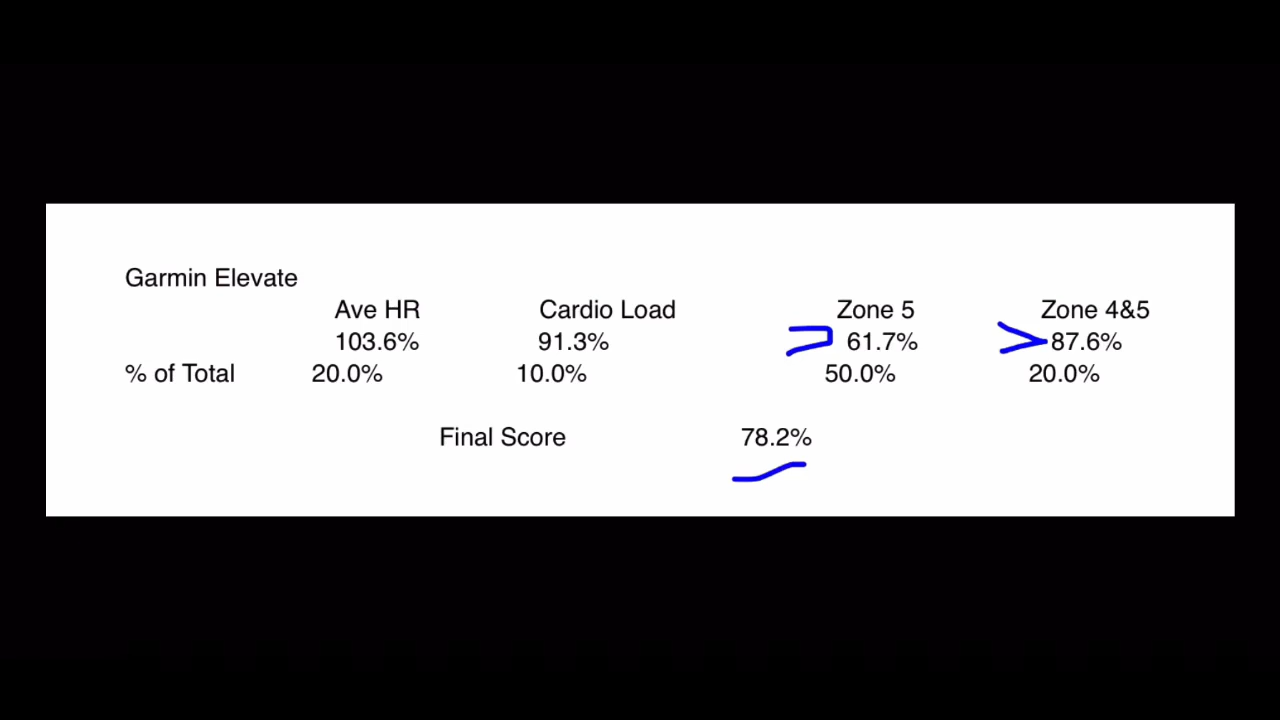 Garmin Elevate
Ave HR Cardio Load Zone 5 Zone 4&5
103.6% 91.3% 61.7% 87.6%
% of Total 20.0% 10.0% 50.0% 20.0%
Final Score 78.2%